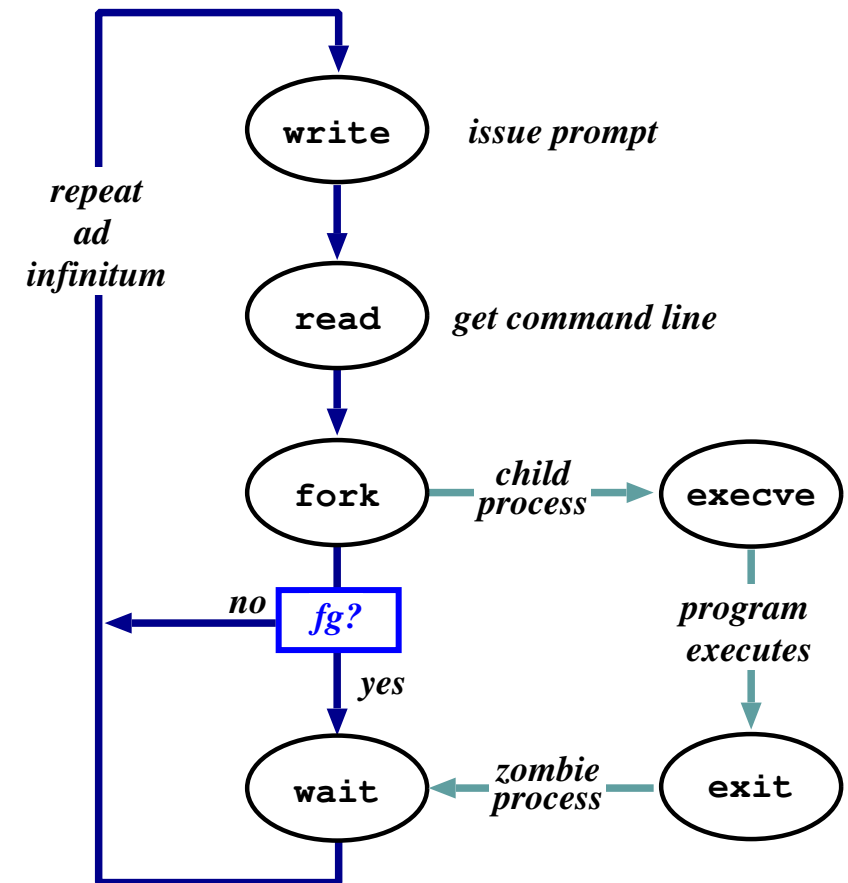 write
issue prompt
repeat
ad
infinitum
read
get command line
fork
child
process
execve
no
fg?
program
executes
yes
wait
zombie
process
exit